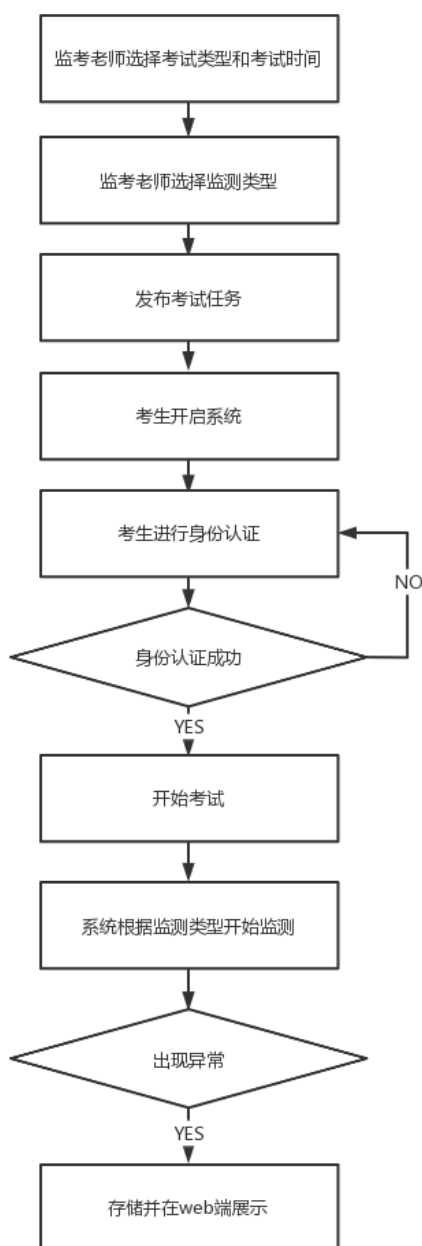 监考老师选择考试类型和考试时间
监考老师选择监测类型
发布考试任务
考生开启系统
考生进行身份认证
NO
身份认证成功
YES
开始考试
系统根据监测类型开始监测
出现异常
YES
存储并在web端展示